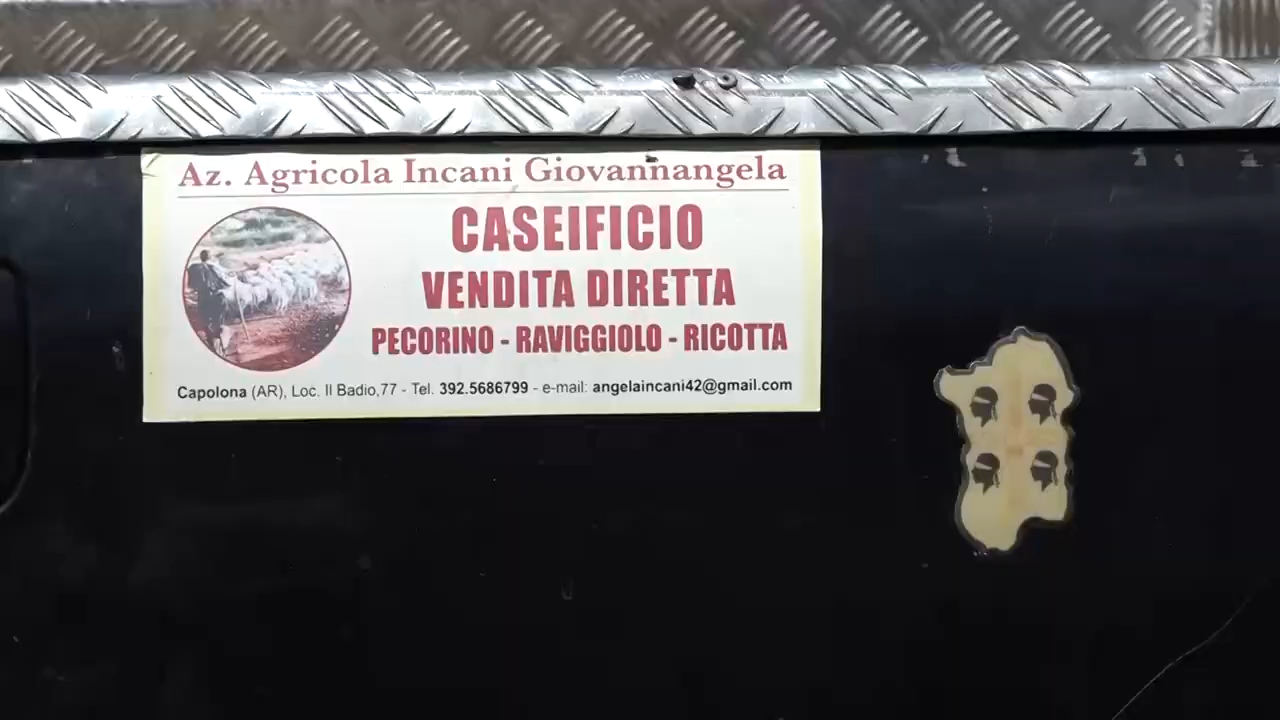 Az. Agricola Incani Giovannangela
CASEIFICIO
VENDITA DIRETTA
PECORINO - RAVIGGIOLO - RICOTTA
Capolona (AR), Loc. Il Badio,77 - Tel. 392.5686799 - e-mail: angelaincani42@gmail.com